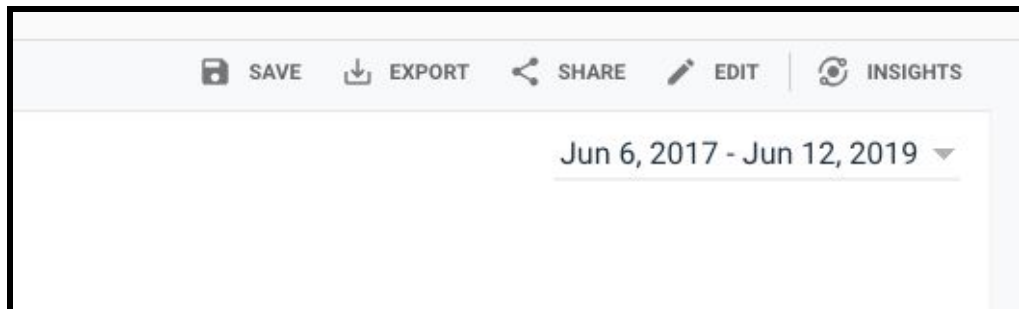 SAVE EXPORT SHARE EDIT INSIGHTS
Jun 6, 2017 - Jun 12, 2019